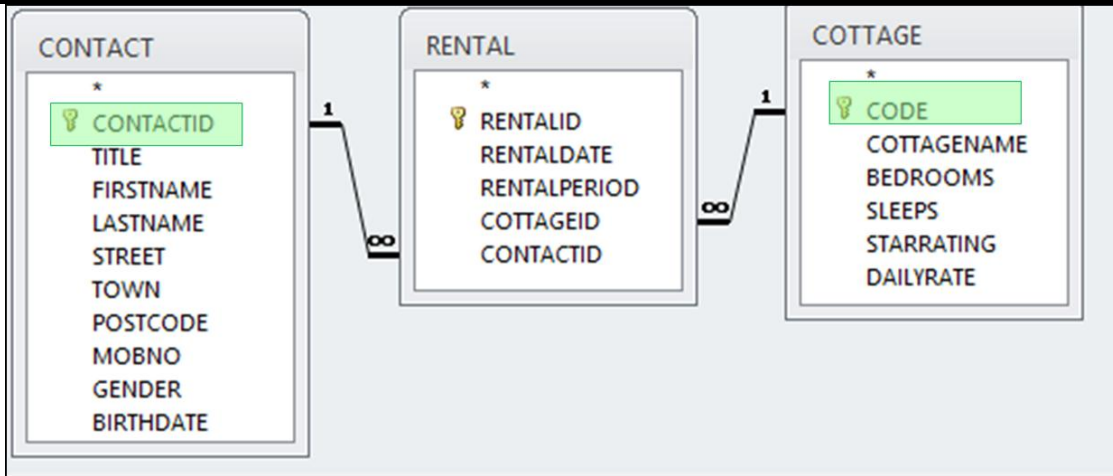 CONTACT
*
CONTACTID
TITLE
FIRSTNAME
LASTNAME
STREET
TOWN
POSTCODE
MOBNO
GENDER
BIRTHDATE
1
∞
RENTAL
*
RENTALID
RENTALDATE
RENTALPERIOD
COTTAGEID
CONTACTID
∞
1
COTTAGE
*
CODE
COTTAGENAME
BEDROOMS
SLEEPS
STARRATING
DAILYRATE